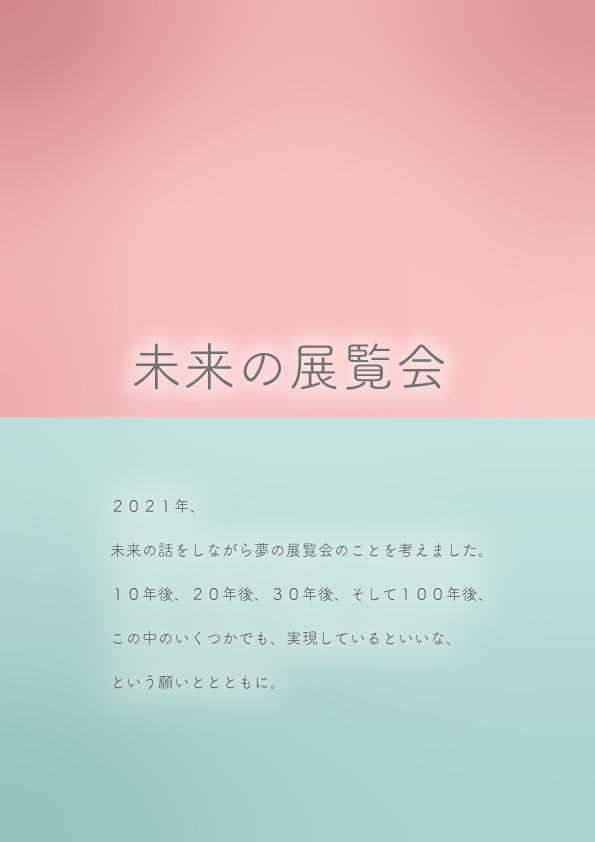 未来の展覧会
２０２１年、
未来の話をしながら夢の展覧会のことを考えました。
１０年後、２０年後、３０年後、そして１００年後、
この中のいくつかでも、実現しているといいな、
という願いととともに。